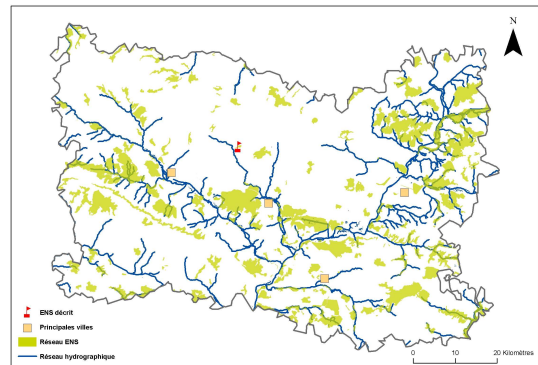 N
ENS décrit
Principales villes
Réseau ENS
Réseau hydrographique
0 10 20 Kilomètres